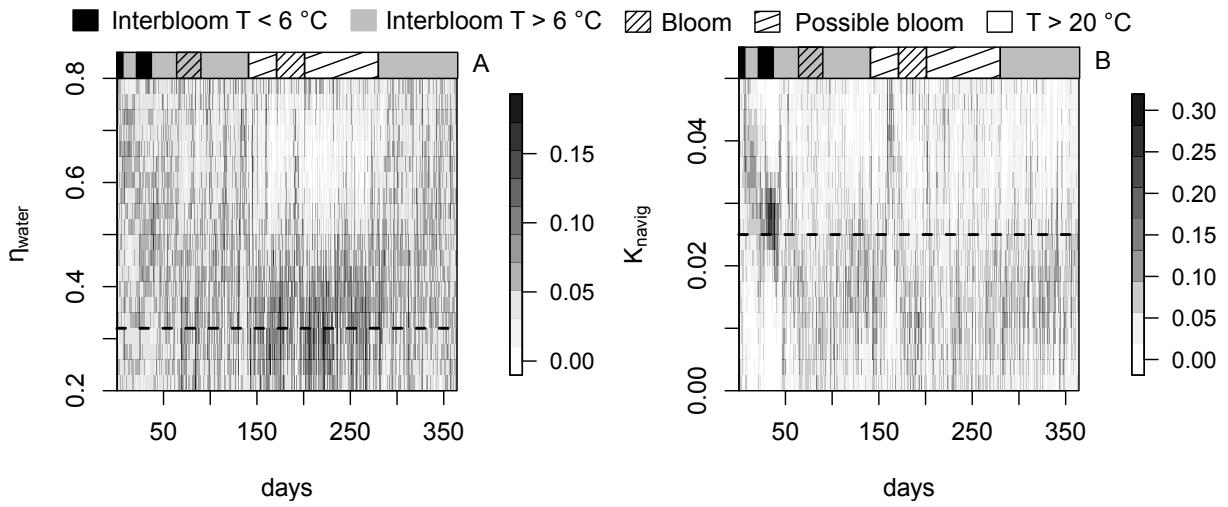 Interbloom T < 6 °C Interbloom T > 6 °C Bloom Possible bloom T > 20 °C
A
ηwater
0.2 0.4 0.6 0.8
50 150 250 350
days
0.15
0.10
0.05
0.00
B
Knavig
0.00 0.02 0.04
50 150 250 350
days
0.30
0.25
0.20
0.15
0.10
0.05
0.00